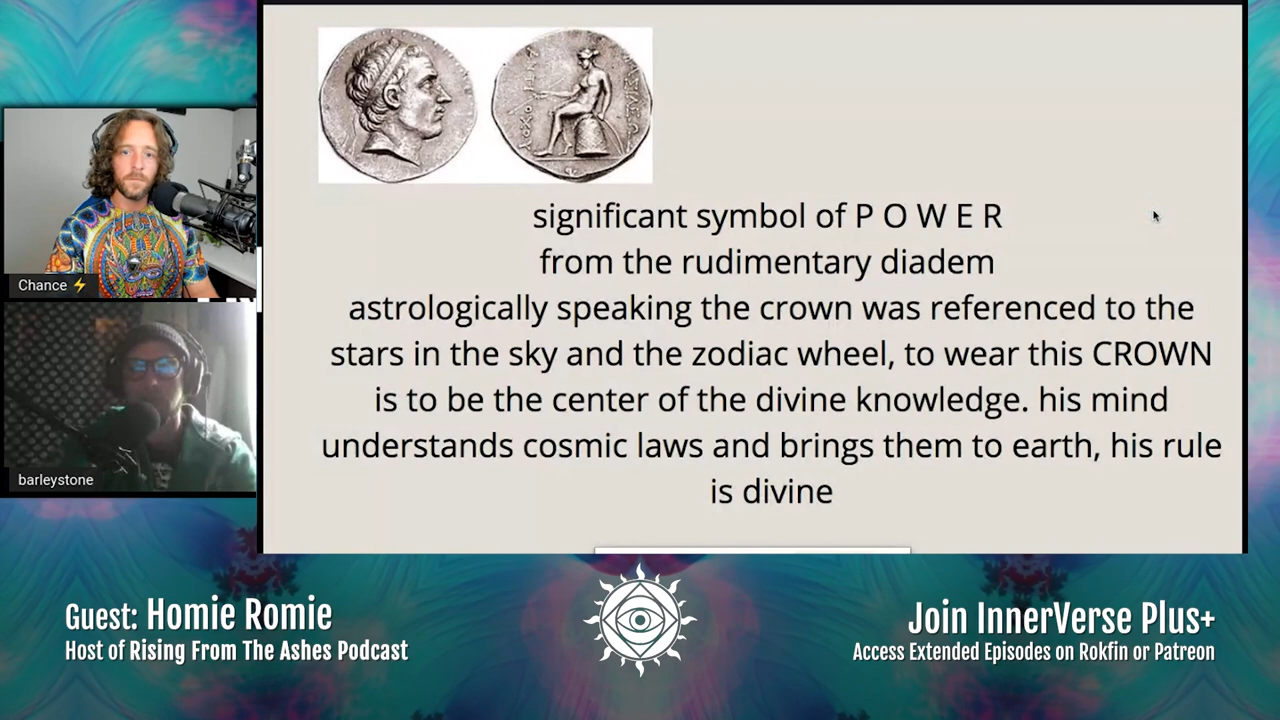 significant symbol of P O W E R
from the rudimentary diadem
astrologically speaking the crown was referenced to the
stars in the sky and the zodiac wheel, to wear this CROWN
is to be the center of the divine knowledge. his mind
understands cosmic laws and brings them to earth, his rule
is divine
Chance ⚡
barleystone
Guest: Homie Romie
Host of Rising From The Ashes Podcast
Join InnerVerse Plus+
Access Extended Episodes on Rokfin or Patreon